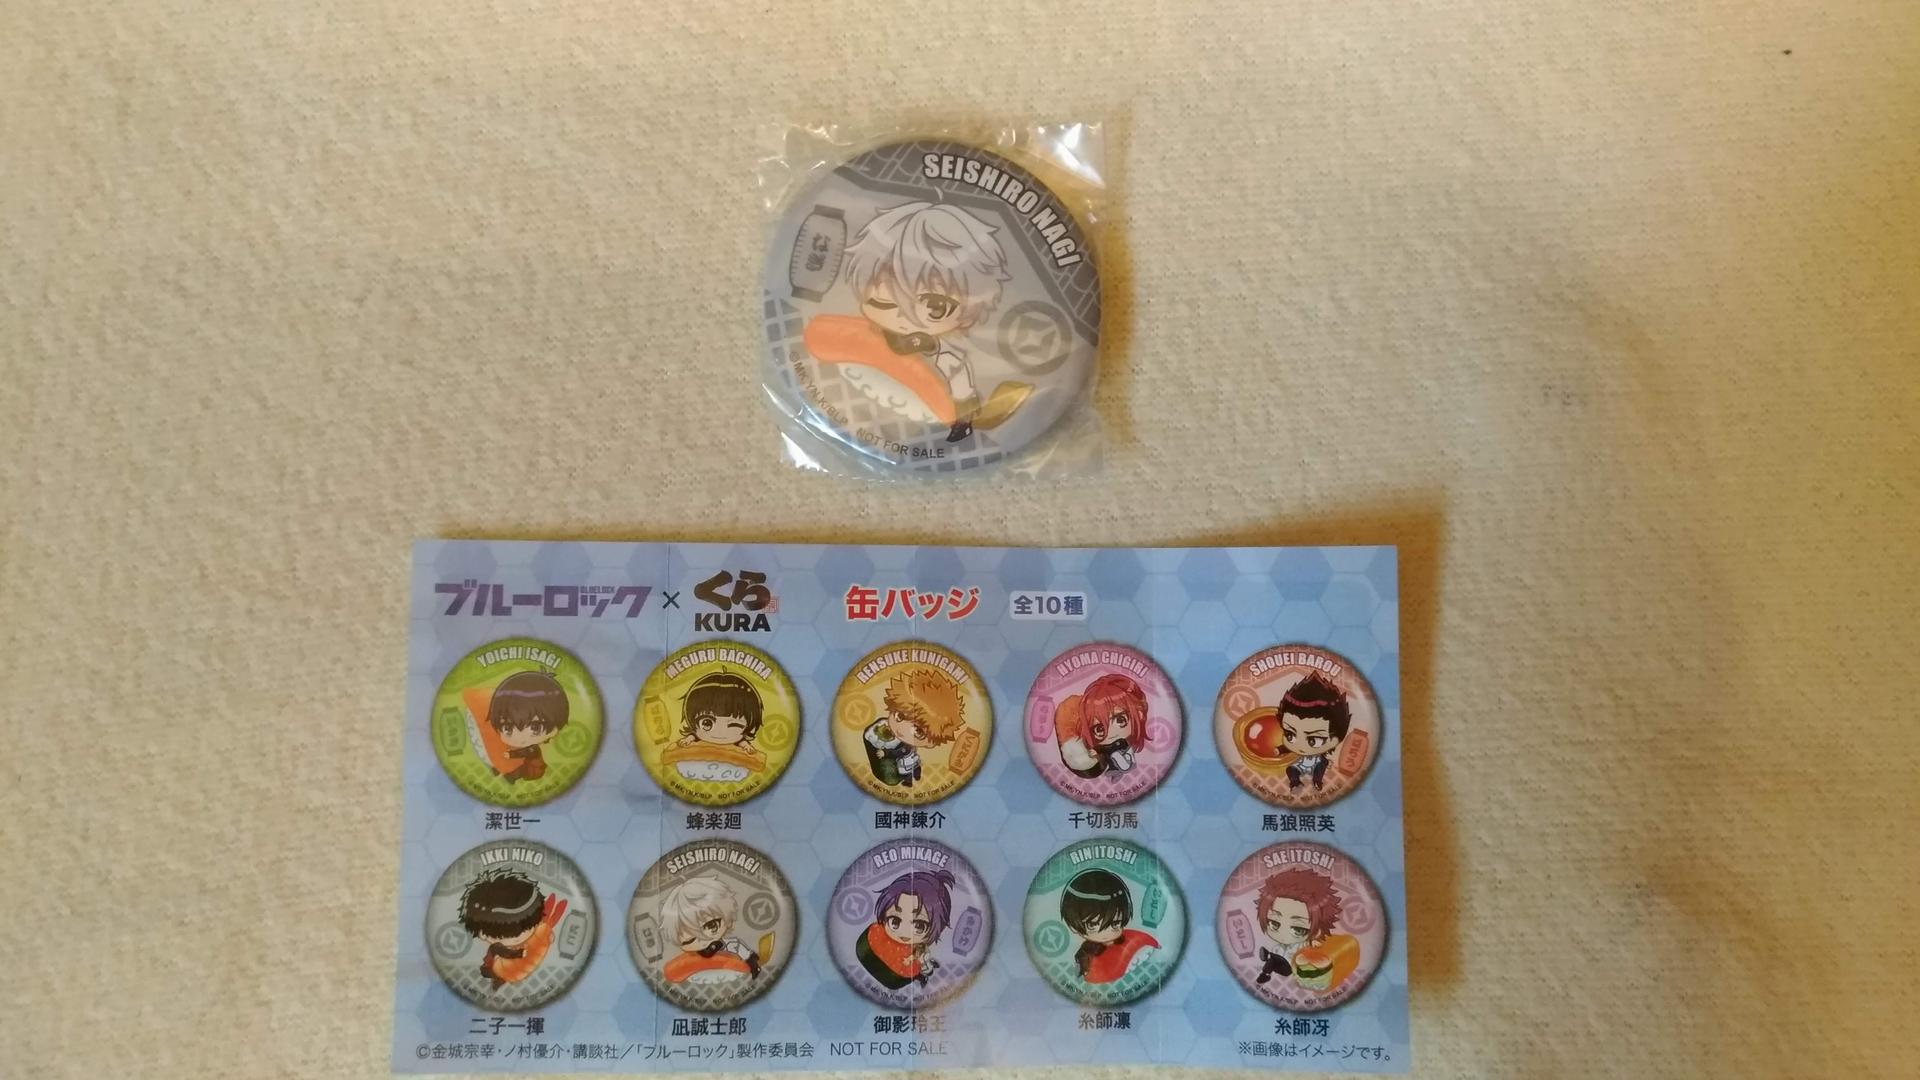 SEISHIRO NAGI
©MK,YN,K/BLP NOT FOR SALE
ブルーロック
BLUELOCK
×
くら
KURA
缶バッジ
全10種
YOICHI ISAGI
MEGURU BACHIRA
RENSUKE KUNIGAMI
HYOMA CHIGIRI
SHOUEI BAROU
潔世一
蜂楽廻
國神錬介
千切豹馬
馬狼照英
IKKI NIKO
SEISHIRO NAGI
REO MIKAGE
RIN ITOSHI
SAE ITOSHI
二子一揮
凪誠士郎
御影玲王
糸師凛
糸師冴
©金城宗幸・ノ村優介・講談社／「ブルーロック」製作委員会 NOT FOR SALE
※画像はイメージです。